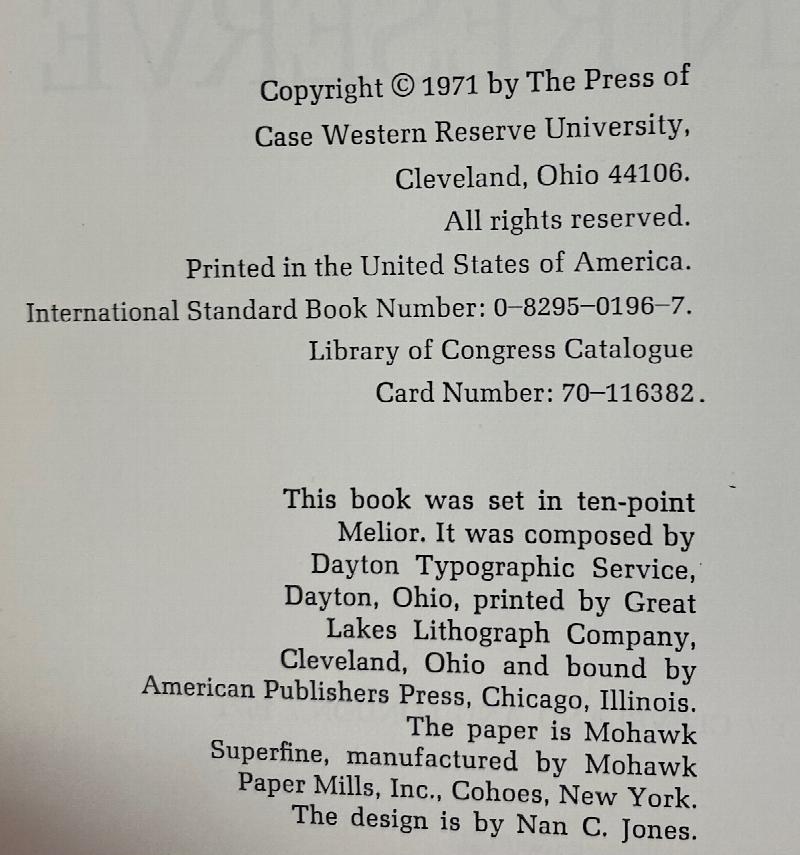 Copyright © 1971 by The Press of
Case Western Reserve University,
Cleveland, Ohio 44106.
All rights reserved.
Printed in the United States of America.
International Standard Book Number: 0–8295–0196–7.
Library of Congress Catalogue
Card Number: 70–116382.
This book was set in ten-point
Melior. It was composed by
Dayton Typographic Service,
Dayton, Ohio, printed by Great
Lakes Lithograph Company,
Cleveland, Ohio and bound by
American Publishers Press, Chicago, Illinois.
The paper is Mohawk
Superfine, manufactured by Mohawk
Paper Mills, Inc., Cohoes, New York.
The design is by Nan C. Jones.